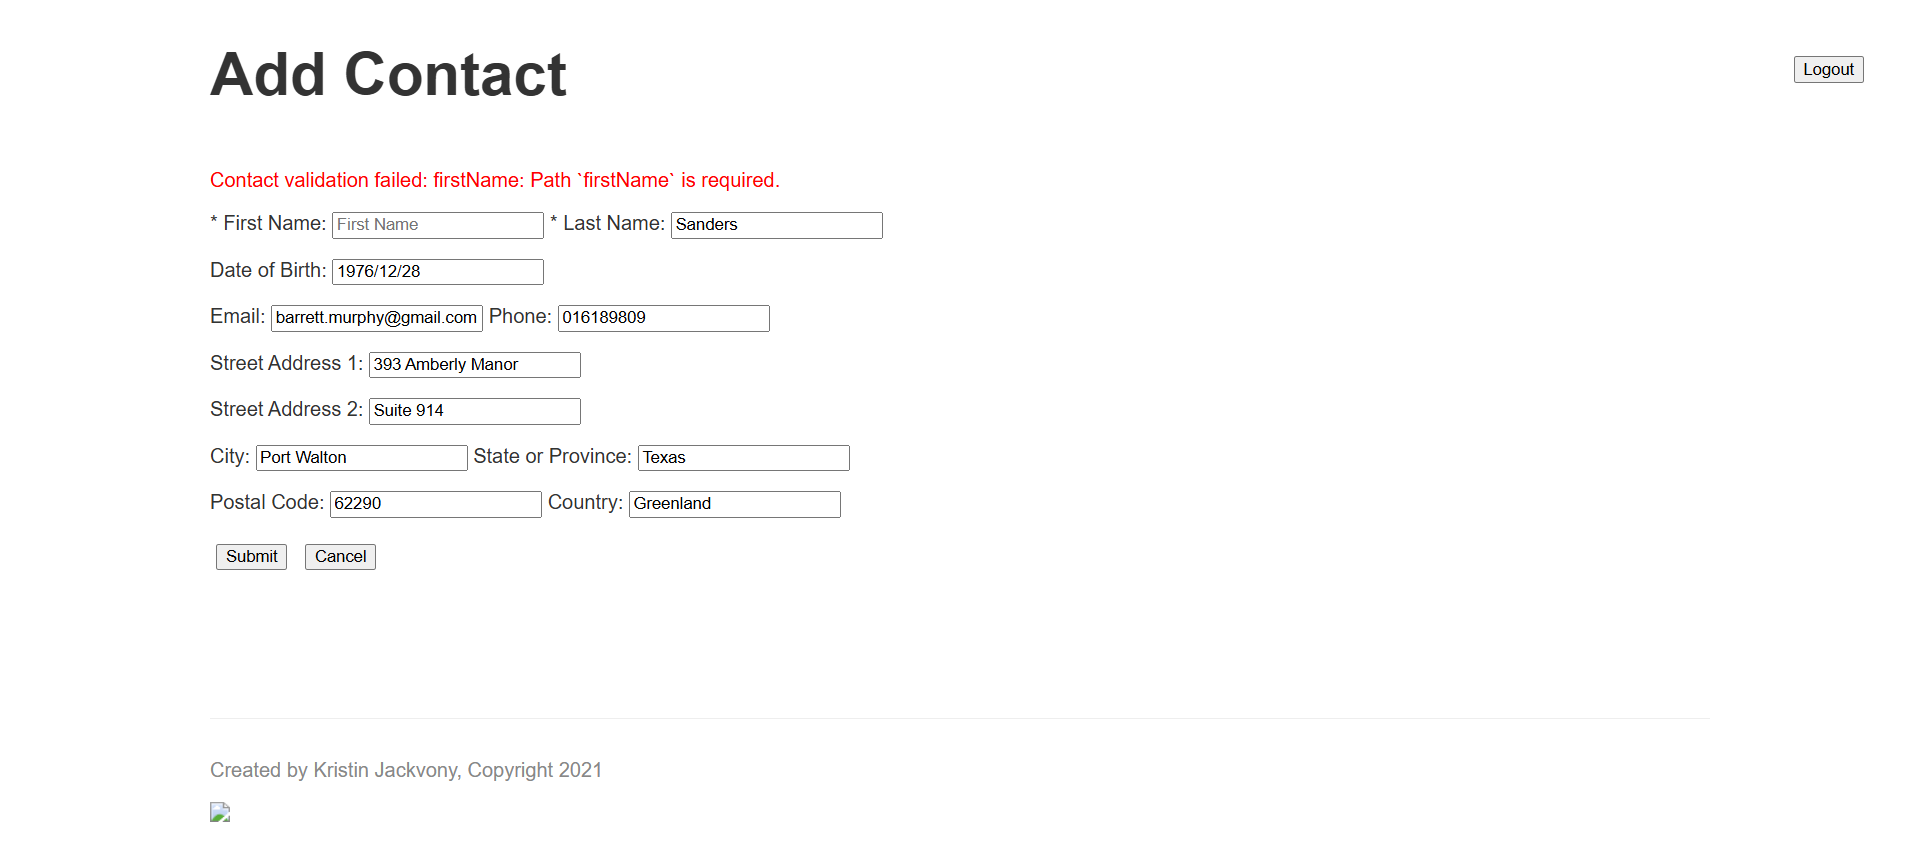 Add Contact
Logout
Contact validation failed: firstName: Path `firstName` is required.
* First Name: First Name * Last Name: Sanders
Date of Birth: 1976/12/28
Email: barrett.murphy@gmail.com Phone: 016189809
Street Address 1: 393 Amberly Manor
Street Address 2: Suite 914
City: Port Walton State or Province: Texas
Postal Code: 62290 Country: Greenland
Submit Cancel
Created by Kristin Jackvony, Copyright 2021